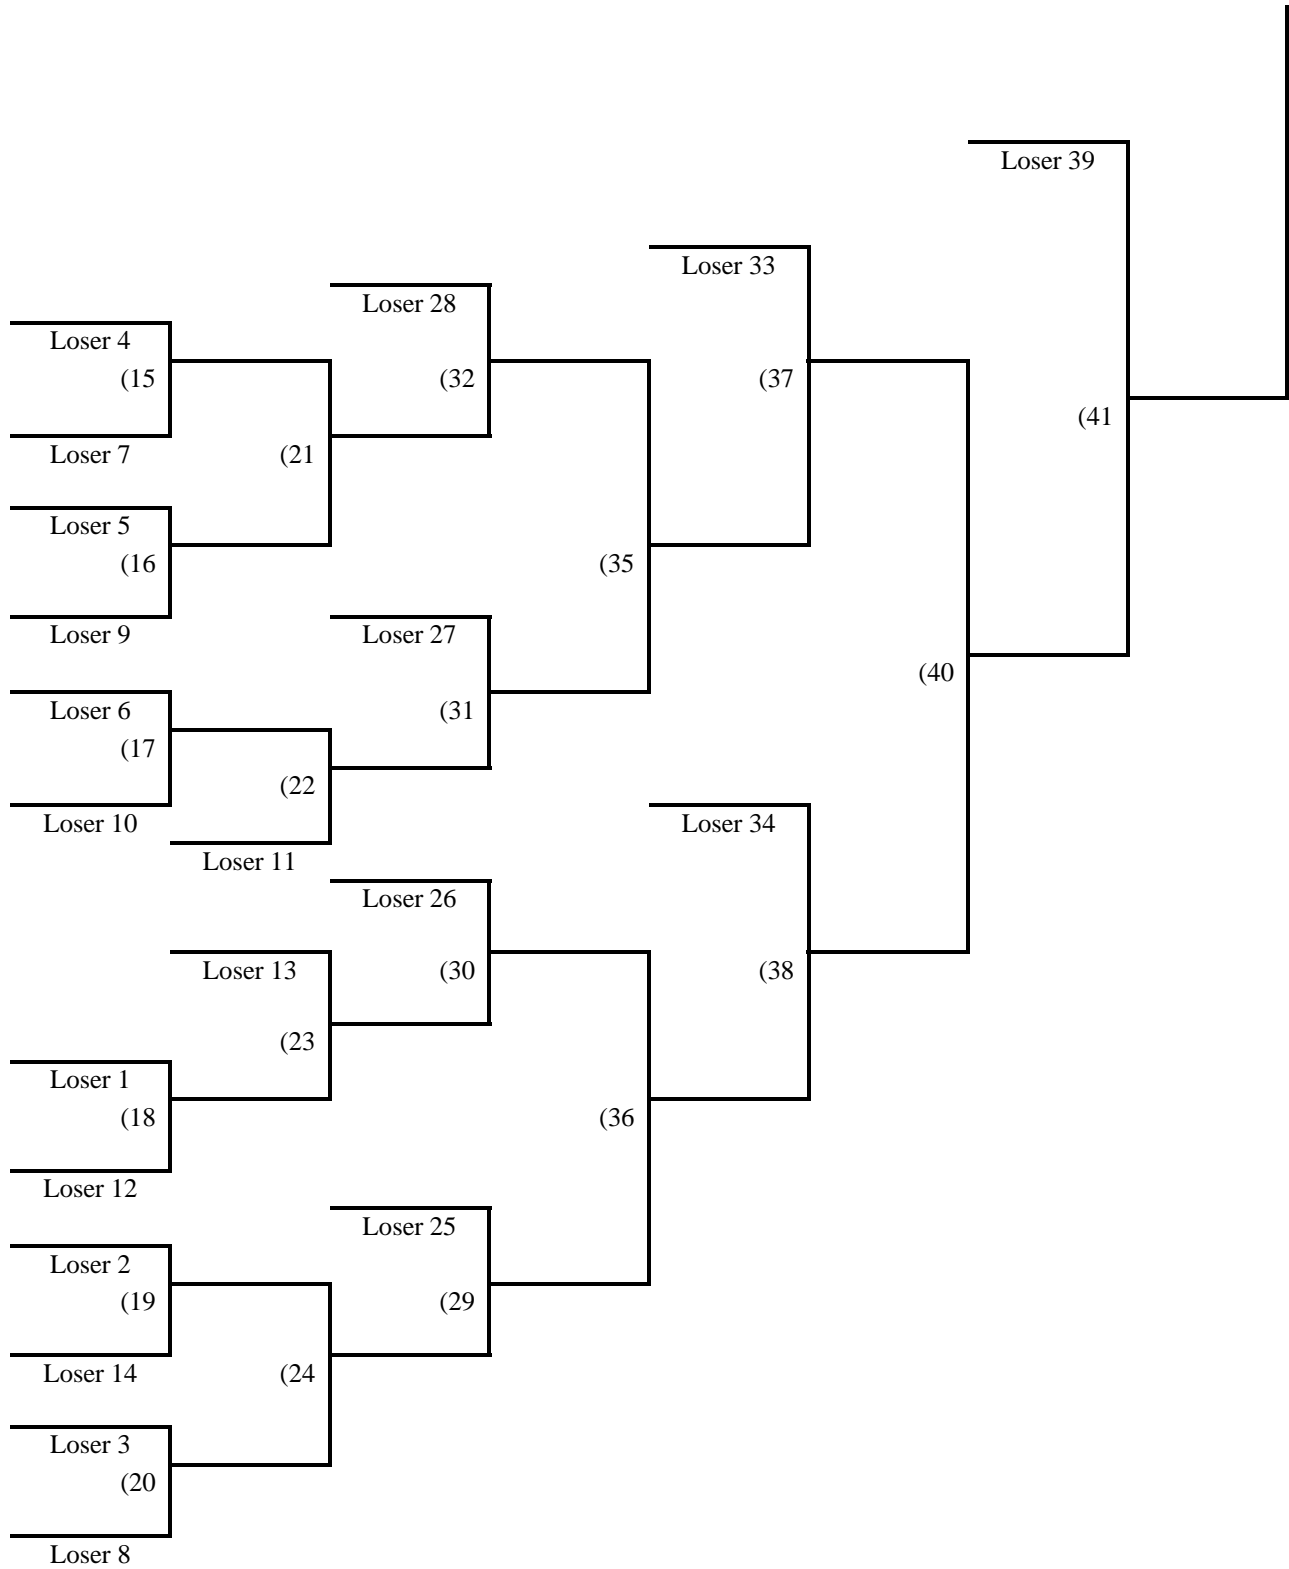 Loser 39
Loser 33
Loser 28
Loser 4
(15
(32
(37
(41
Loser 7
(21
Loser 5
(16
(35
Loser 9
Loser 27
(40
Loser 6
(31
(17
(22
Loser 10
Loser 34
Loser 11
Loser 26
Loser 13
(30
(38
(23
Loser 1
(18
(36
Loser 12
Loser 25
Loser 2
(19
(29
Loser 14
(24
Loser 3
(20
Loser 8